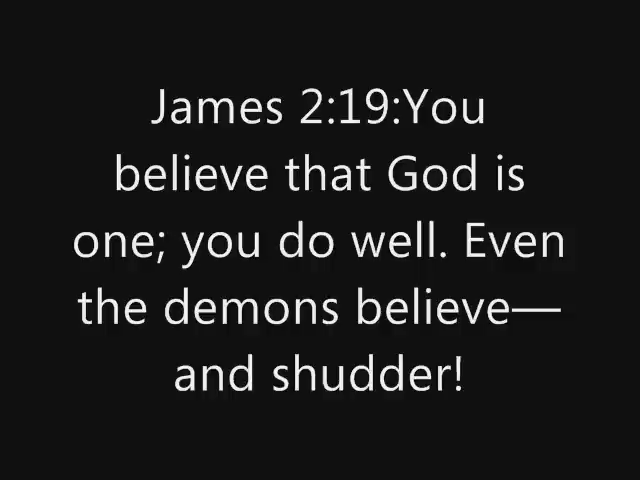 James 2:19:You
believe that God is
one; you do well. Even
the demons believe—
and shudder!